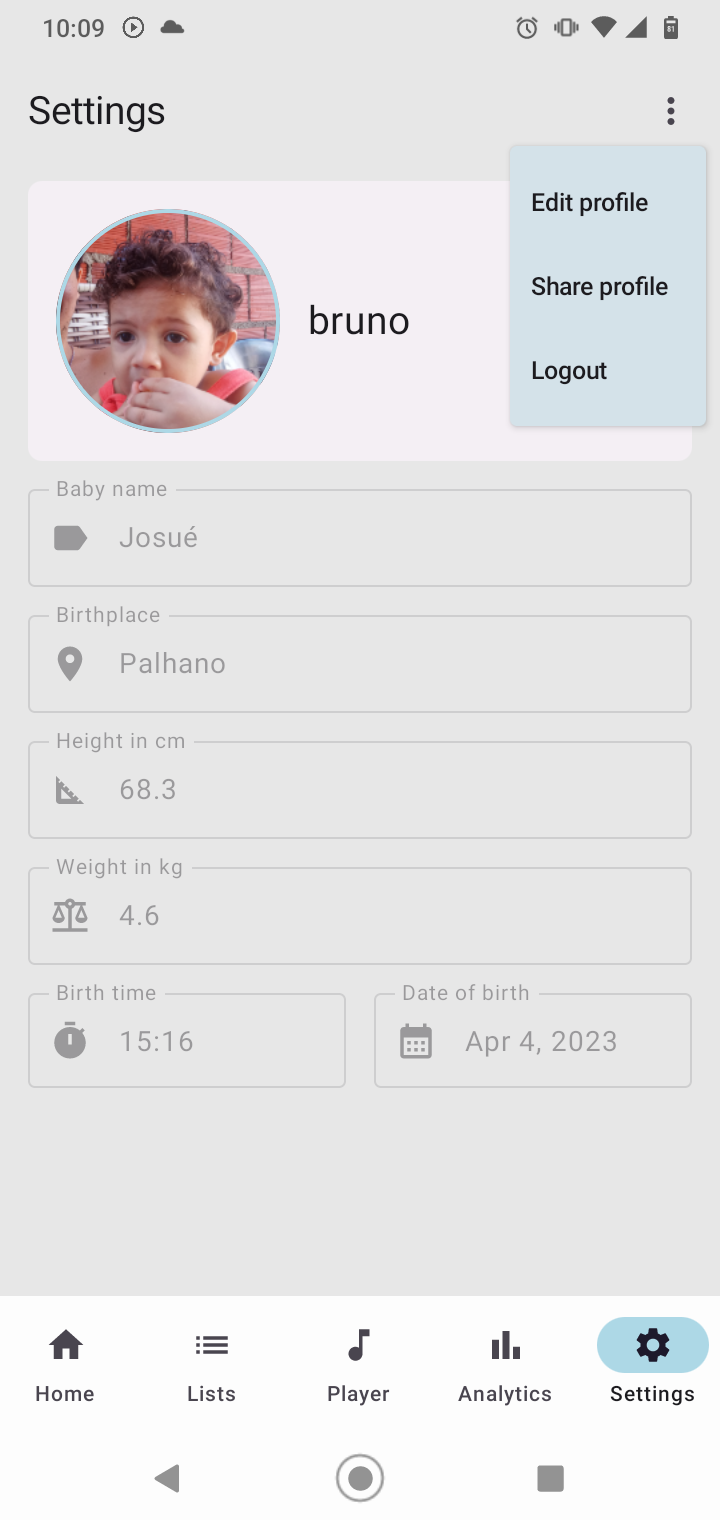 10:09
81
Settings
Edit profile
Share profile
Logout
bruno
Baby name
Josué
Birthplace
Palhano
Height in cm
68.3
Weight in kg
4.6
Birth time
15:16
Date of birth
Apr 4, 2023
Home
Lists
Player
Analytics
Settings